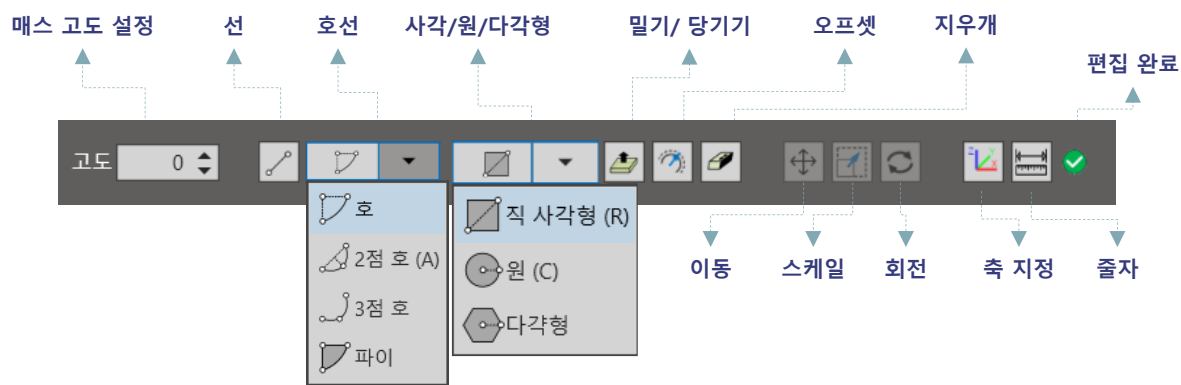 매스 고도 설정
선
호선
사각/원/다각형
밀기/ 당기기
오프셋
지우개
편집 완료
고도 0
호
2점 호 (A)
3점 호
파이
직 사각형 (R)
원 (C)
다각형
이동
스케일
회전
축 지정
줄자